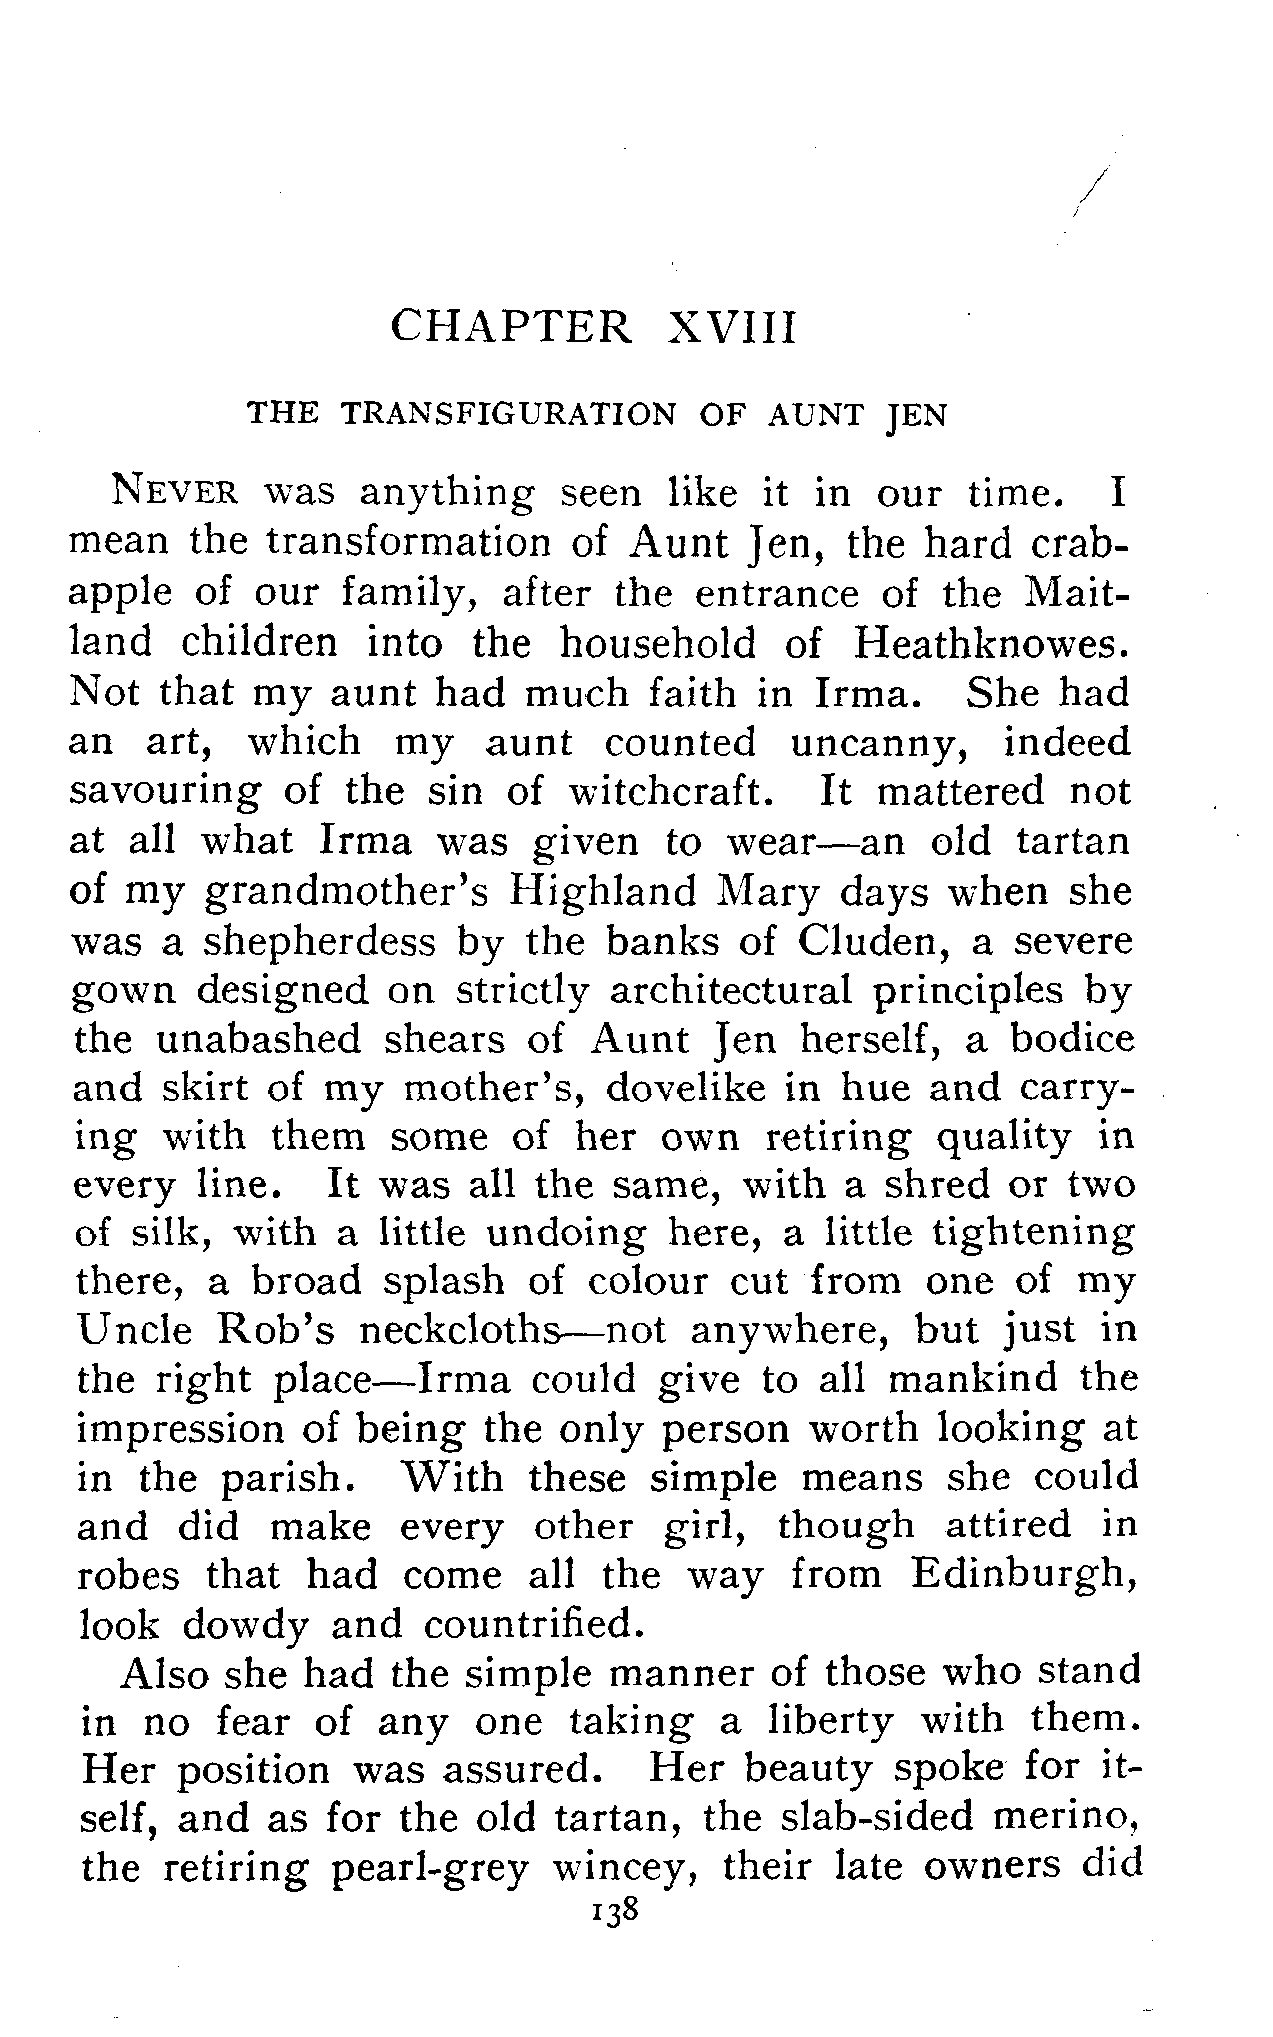 CHAPTER XVIII
THE TRANSFIGURATION OF AUNT JEN
NEVER was anything seen like it in our time. I
mean the transformation of Aunt Jen, the hard crab-
apple of our family, after the entrance of the Mait-
land children into the household of Heathknowes.
Not that my aunt had much faith in Irma. She had
an art, which my aunt counted uncanny, indeed
savouring of the sin of witchcraft. It mattered not
at all what Irma was given to wear—an old tartan
of my grandmother's Highland Mary days when she
was a shepherdess by the banks of Cluden, a severe
gown designed on strictly architectural principles by
the unabashed shears of Aunt Jen herself, a bodice
and skirt of my mother's, dovelike in hue and carry-
ing with them some of her own retiring quality in
every line. It was all the same, with a shred or two
of silk, with a little undoing here, a little tightening
there, a broad splash of colour cut from one of my
Uncle Rob's neckcloths—not anywhere, but just in
the right place—Irma could give to all mankind the
impression of being the only person worth looking at
in the parish. With these simple means she could
and did make every other girl, though attired in
robes that had come all the way from Edinburgh,
look dowdy and countrified.
Also she had the simple manner of those who stand
in no fear of any one taking a liberty with them.
Her position was assured. Her beauty spoke for it-
self, and as for the old tartan, the slab-sided merino,
the retiring pearl-grey wincey, their late owners did
138